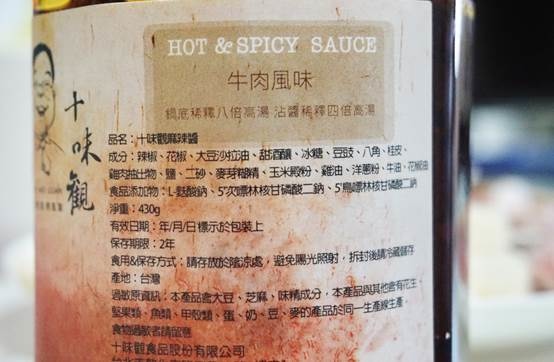 HOT & SPICY SAUCE
牛肉風味
鍋底稀釋八倍高湯 沾醬稀釋四倍高湯
十味觀
品名：十味觀麻辣醬
成分：辣椒、花椒、大豆沙拉油、甜酒釀、冰糖、豆豉、八角、桂皮、
雞肉抽出物、鹽、二砂、麥芽糊精、玉米澱粉、雞油、洋蔥粉、牛油、花椒油
食品添加物：L-麩酸鈉、5'次嘌林核甘磷酸二鈉、5'鳥嘌林核甘磷酸二鈉
淨重：430g
有效日期：年/月/日標示於包裝上
保存期限：2年
食用&保存方式：請存放於陰涼處，避免陽光照射，拆封後請冷藏儲存
產地：台灣
過敏原資訊：本產品含大豆、芝麻、味精成分，本產品與其他含有花生、
堅果類、魚類、甲殼類、蛋、奶、豆、麥的產品於同一生產線生產，
食物過敏者請留意
十味觀食品股份有限公司